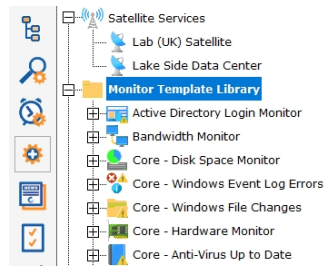 Satellite Services
Lab (UK) Satellite
Lake Side Data Center
Monitor Template Library
Active Directory Login Monitor
Bandwidth Monitor
Core - Disk Space Monitor
Core - Windows Event Log Errors
Core - Windows File Changes
Core - Hardware Monitor
Core - Anti-Virus Up to Date